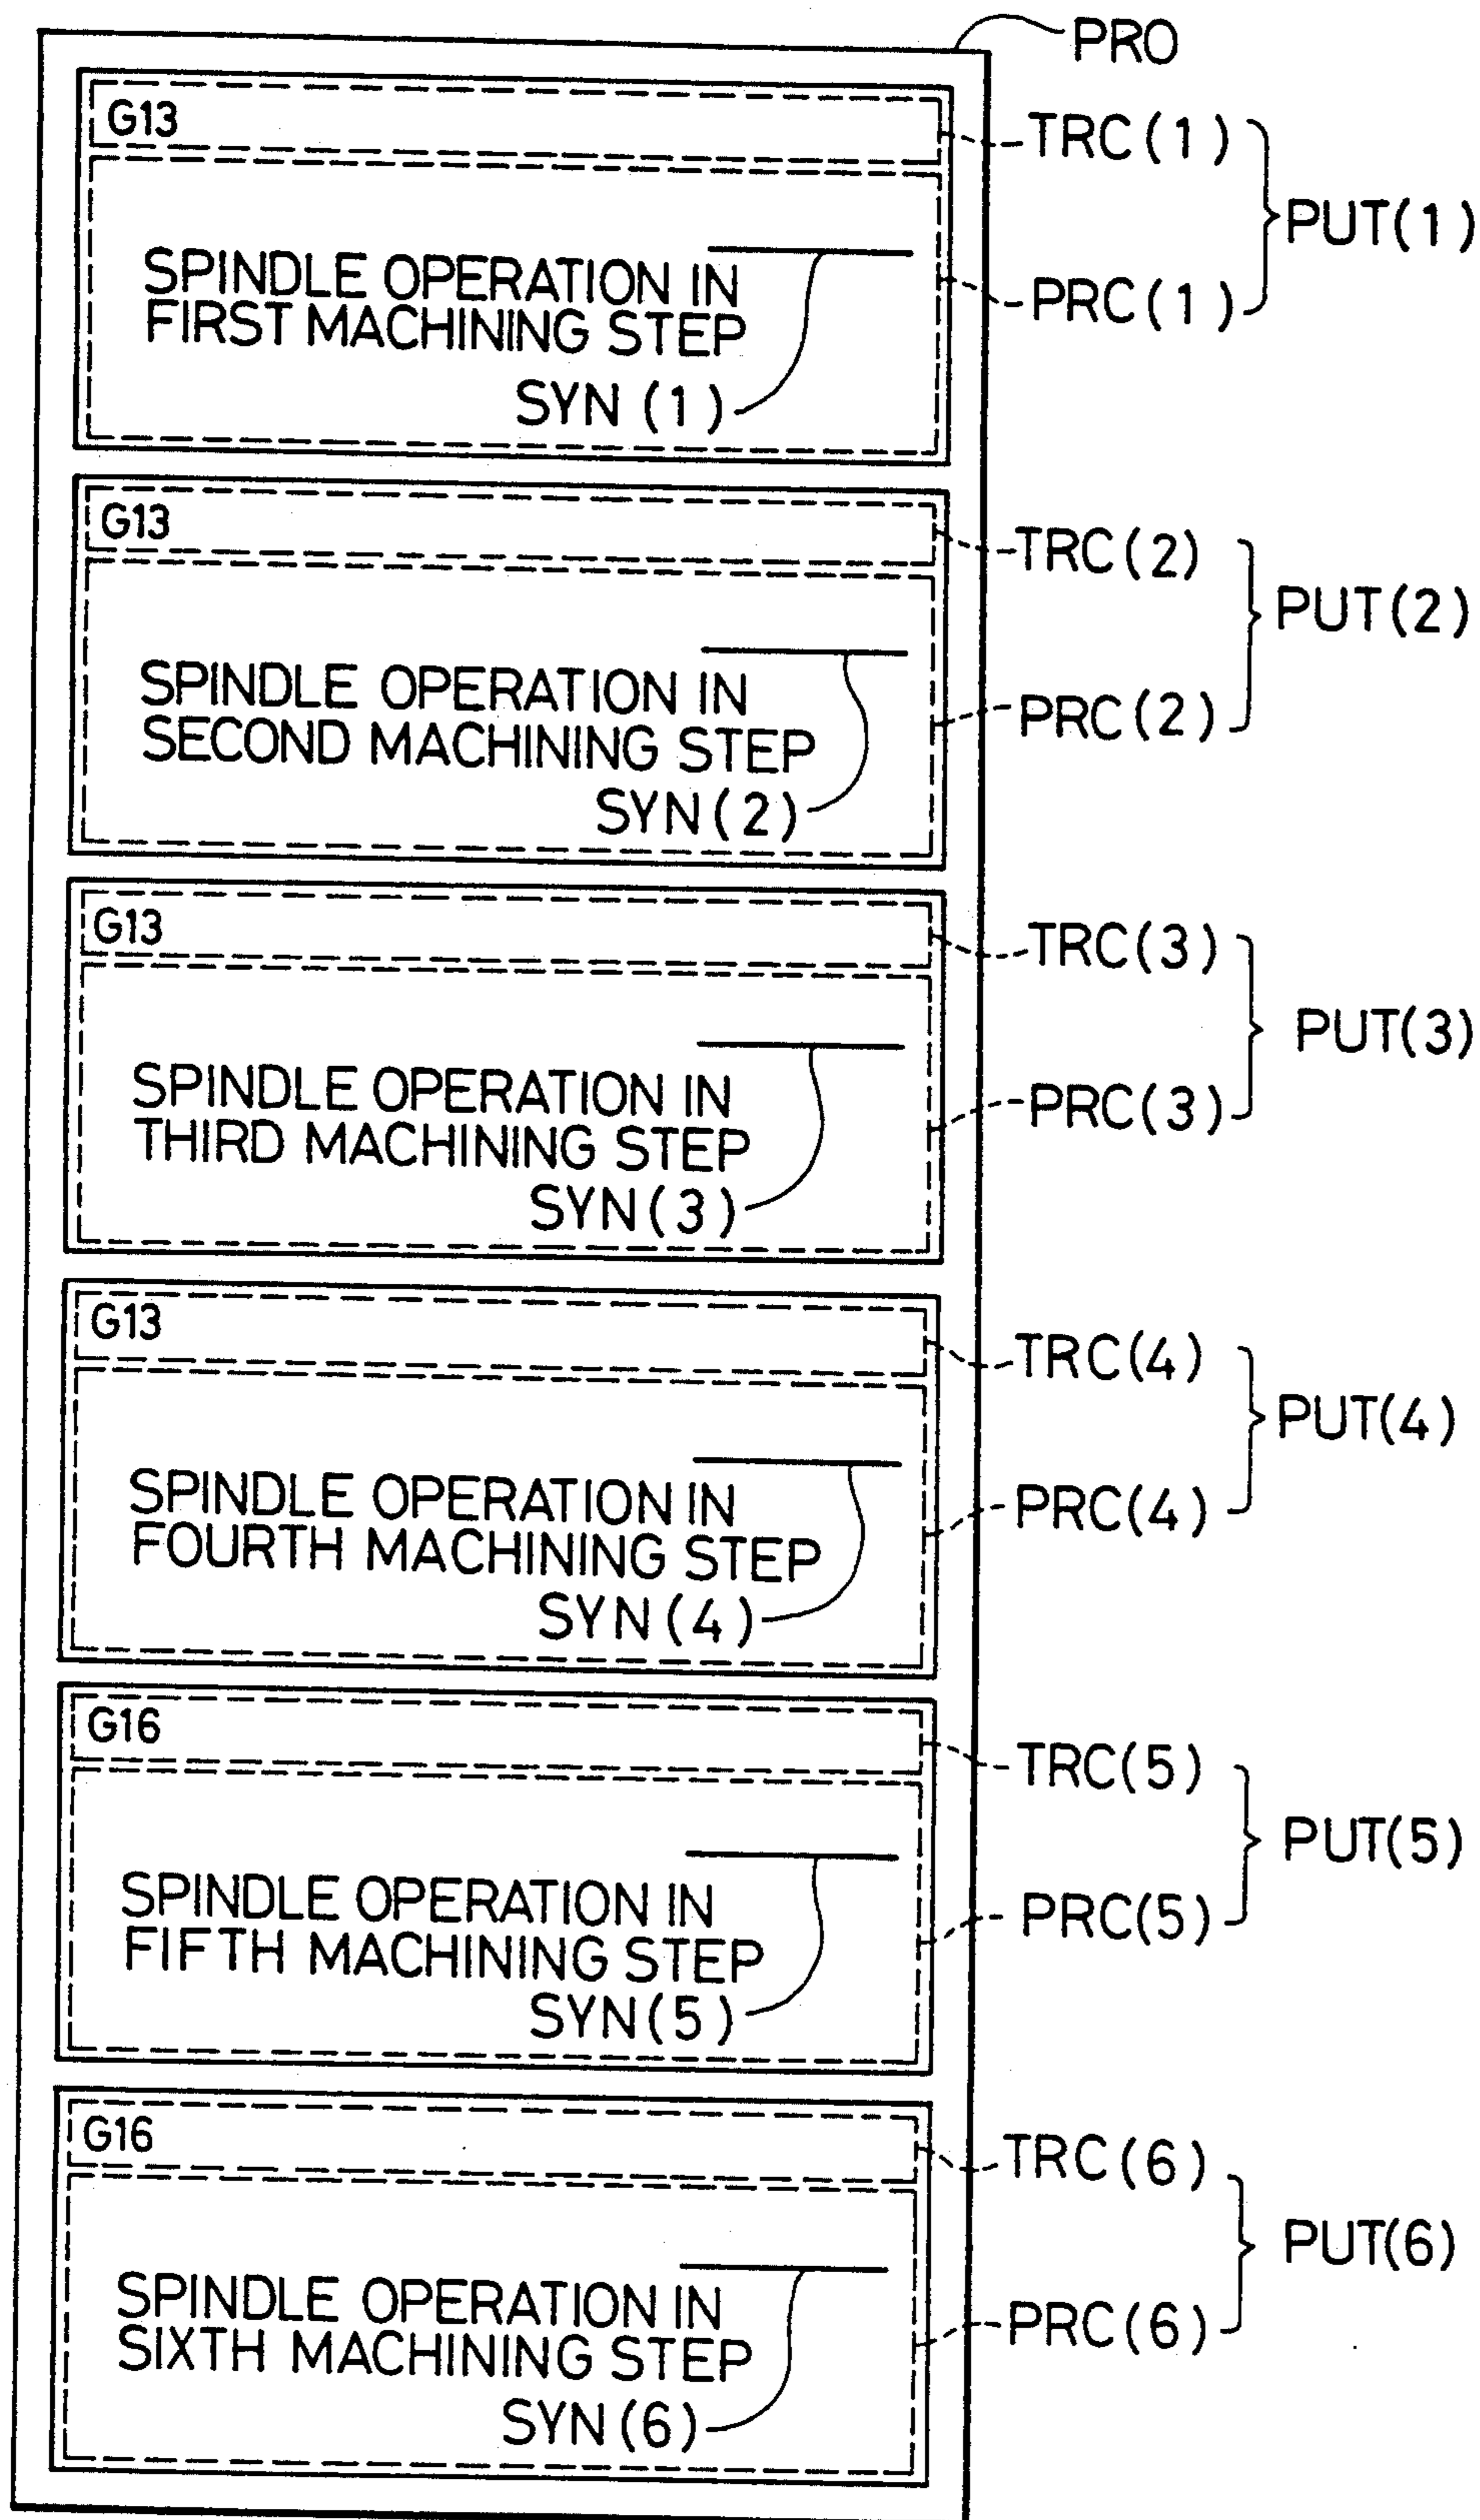 PRO
G13
TRC(1)
PUT(1)
SPINDLE OPERATION IN
FIRST MACHINING STEP
PRC(1)
SYN(1)
G13
TRC(2)
PUT(2)
SPINDLE OPERATION IN
SECOND MACHINING STEP
PRC(2)
SYN(2)
G13
TRC(3)
PUT(3)
SPINDLE OPERATION IN
THIRD MACHINING STEP
PRC(3)
SYN(3)
G13
TRC(4)
PUT(4)
SPINDLE OPERATION IN
FOURTH MACHINING STEP
PRC(4)
SYN(4)
G16
TRC(5)
PUT(5)
SPINDLE OPERATION IN
FIFTH MACHINING STEP
PRC(5)
SYN(5)
G16
TRC(6)
PUT(6)
SPINDLE OPERATION IN
SIXTH MACHINING STEP
PRC(6)
SYN(6)